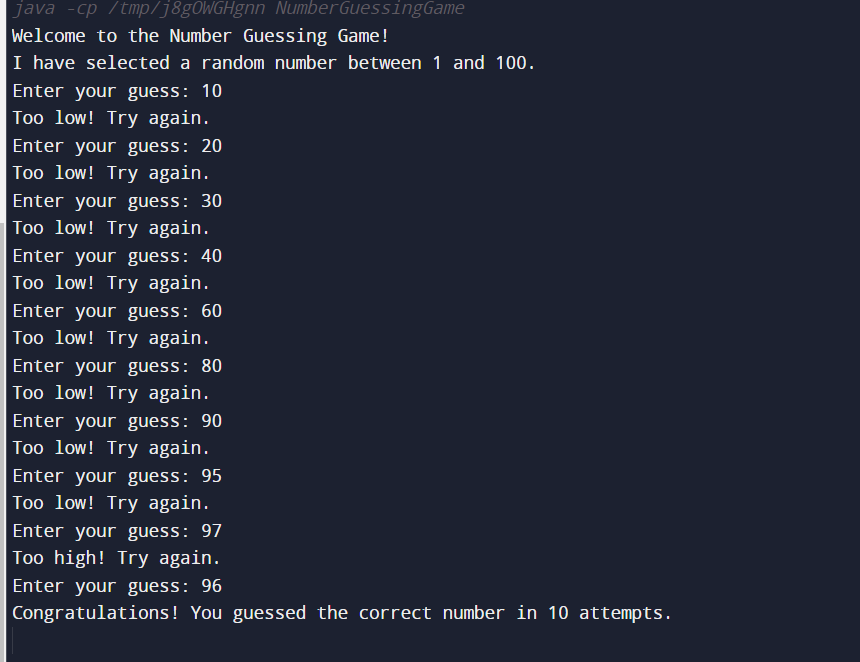 java -cp /tmp/j8gOWGHgnn NumberGuessingGame
Welcome to the Number Guessing Game!
I have selected a random number between 1 and 100.
Enter your guess: 10
Too low! Try again.
Enter your guess: 20
Too low! Try again.
Enter your guess: 30
Too low! Try again.
Enter your guess: 40
Too low! Try again.
Enter your guess: 60
Too low! Try again.
Enter your guess: 80
Too low! Try again.
Enter your guess: 90
Too low! Try again.
Enter your guess: 95
Too low! Try again.
Enter your guess: 97
Too high! Try again.
Enter your guess: 96
Congratulations! You guessed the correct number in 10 attempts.